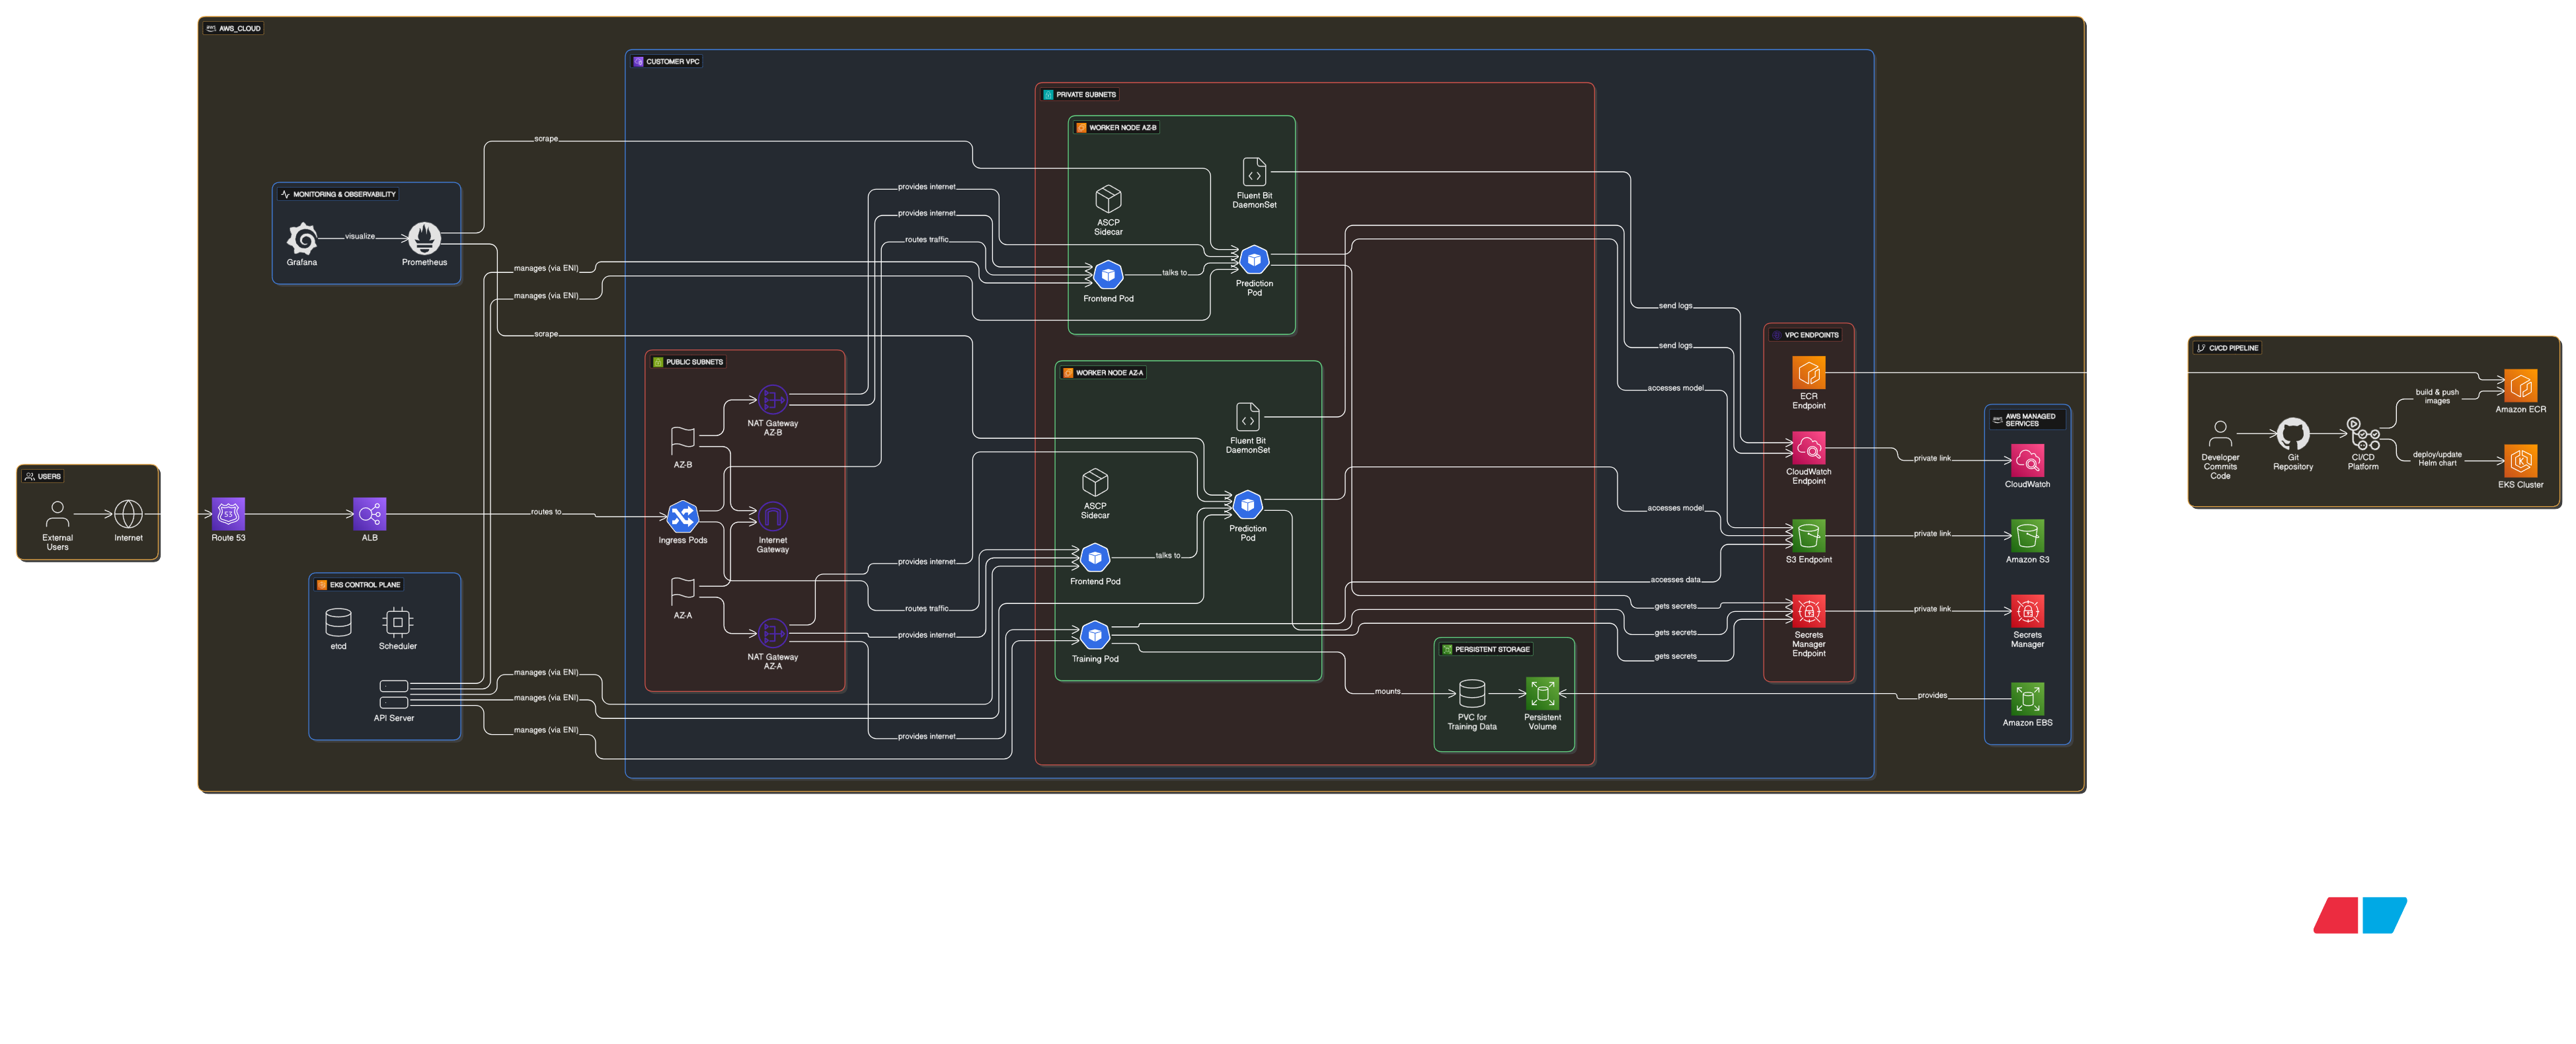 AWS_CLOUD
CUSTOMER VPC
PRIVATE SUBNETS
WORKER NODE AZ-B
scrape
Fluent Bit
DaemonSet
ASCP
Sidecar
provides internet
provides internet
routes traffic
MONITORING & OBSERVABILITY
visualize
Grafana
Prometheus
manages (via ENI)
manages (via ENI)
talks to
Frontend Pod
Prediction
Pod
scrape
send logs
send logs
accesses model
accesses model
accesses data
gets secrets
gets secrets
gets secrets
PUBLIC SUBNETS
NAT Gateway
AZ-B
AZ-B
Ingress Pods
Internet
Gateway
AZ-A
NAT Gateway
AZ-A
WORKER NODE AZ-A
Fluent Bit
DaemonSet
ASCP
Sidecar
Prediction
Pod
talks to
Frontend Pod
Training Pod
provides internet
routes traffic
provides internet
provides internet
USERS
External
Users
Internet
Route 53
ALB
routes to
EKS CONTROL PLANE
etcd
Scheduler
API Server
manages (via ENI)
manages (via ENI)
manages (via ENI)
mounts
PERSISTENT STORAGE
PVC for
Training Data
Persistent
Volume
VPC ENDPOINTS
ECR
Endpoint
CloudWatch
Endpoint
S3 Endpoint
Secrets
Manager
Endpoint
private link
private link
private link
provides
AWS MANAGED
SERVICES
CloudWatch
Amazon S3
Secrets
Manager
Amazon EBS
CI/CD PIPELINE
Developer
Commits
Code
Git
Repository
CI/CD
Platform
build & push
images
deploy/update
Helm chart
Amazon ECR
EKS Cluster